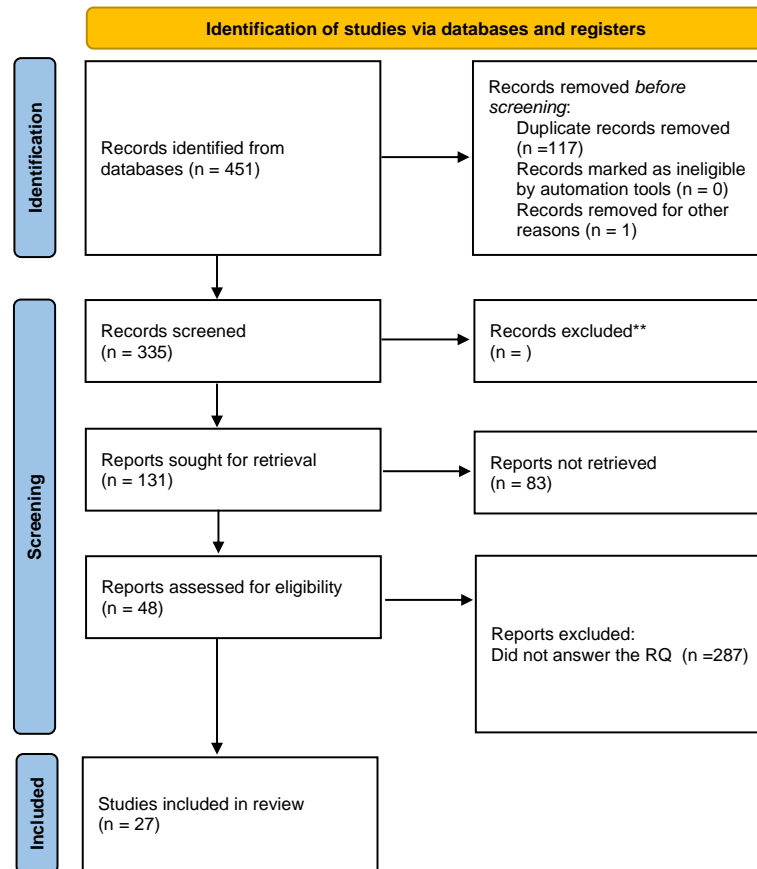 Identification of studies via databases and registers
Identification
Records identified from
databases (n = 451)
Records removed before
screening:
Duplicate records removed
(n =117)
Records marked as ineligible
by automation tools (n = 0)
Records removed for other
reasons (n = 1)
Screening
Records screened
(n = 335)
Records excluded**
(n = )
Reports sought for retrieval
(n = 131)
Reports not retrieved
(n = 83)
Reports assessed for eligibility
(n = 48)
Reports excluded:
Did not answer the RQ (n =287)
Included
Studies included in review
(n = 27)